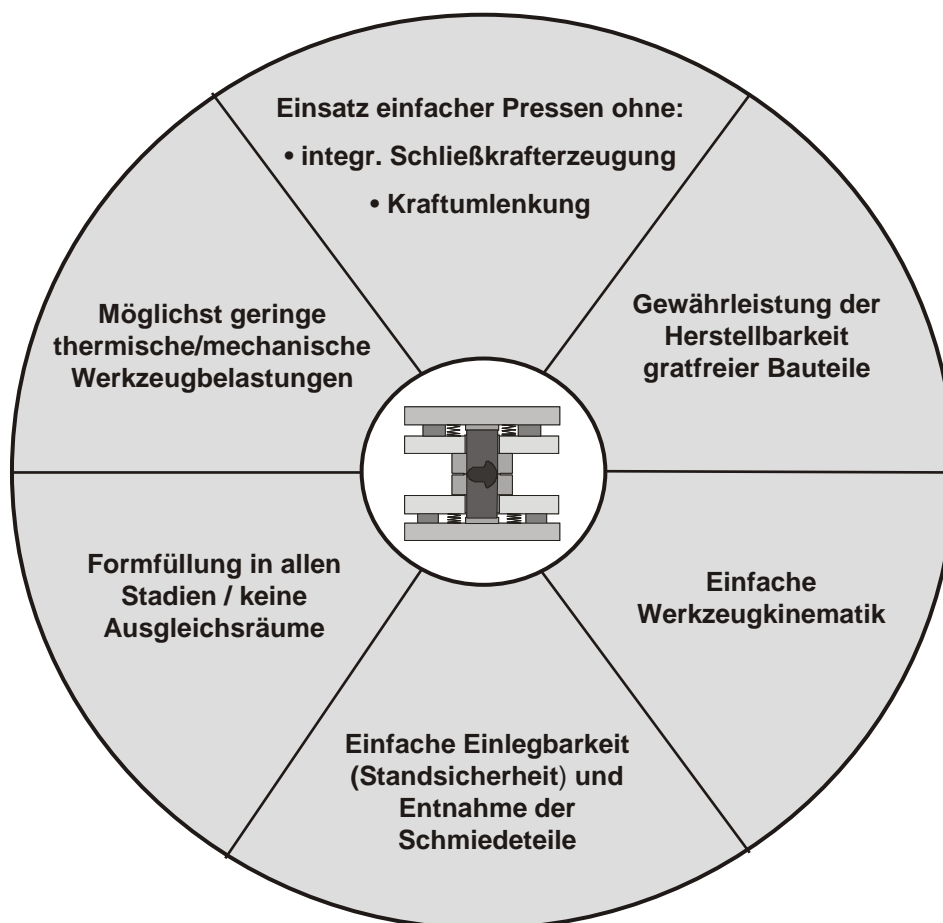 Einsatz einfacher Pressen ohne:
• integr. Schließkrafterzeugung
• Kraftumlenkung
Gewährleistung der
Herstellbarkeit
gratfreier Bauteile
Einfache
Werkzeugkinematik
Einfache Einlegbarkeit
(Standsicherheit) und
Entnahme der
Schmiedeteile
Formfüllung in allen
Stadien / keine
Ausgleichsräume
Möglichst geringe
thermische/mechanische
Werkzeugbelastungen